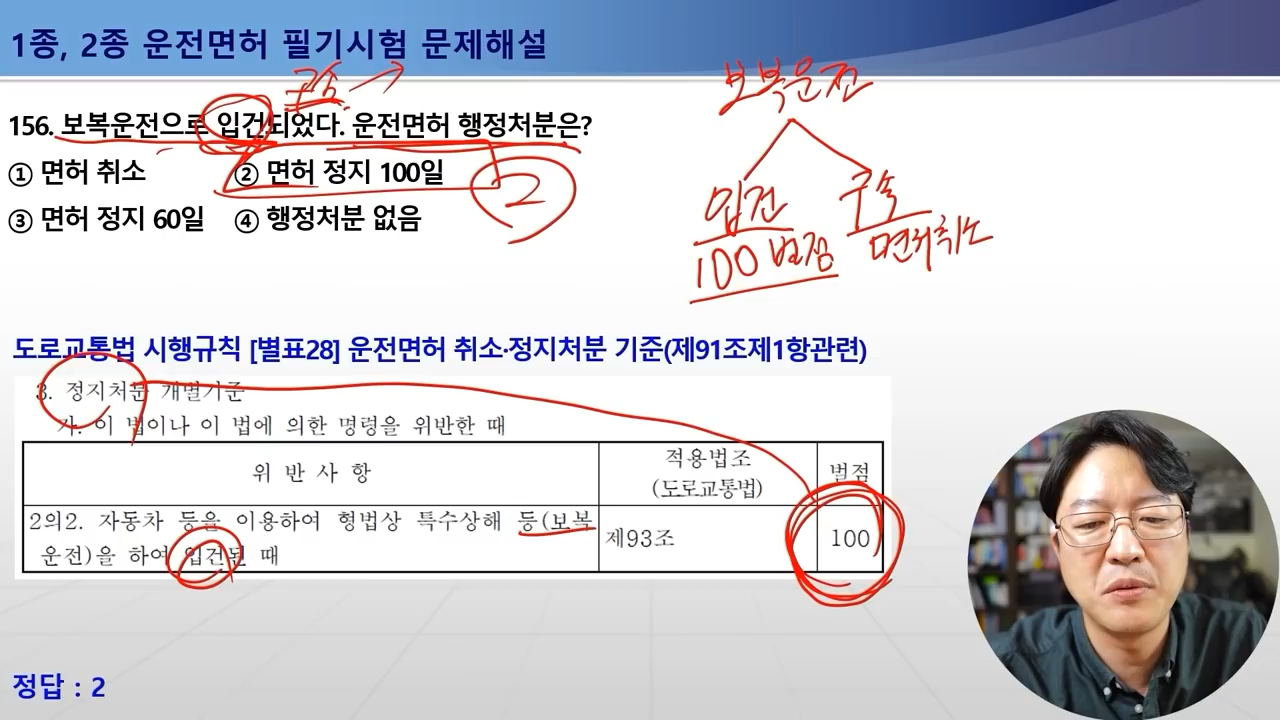 1종, 2종 운전면허 필기시험 문제해설
구속 →
보복운전
156. 보복운전으로 입건되었다. 운전면허 행정처분은?
① 면허 취소 ② 면허 정지 100일
2
③ 면허 정지 60일 ④ 행정처분 없음
입건 구속
100 벌점 면허취소
도로교통법 시행규칙 [별표28] 운전면허 취소·정지처분 기준(제91조제1항관련)
3. 정지처분 개별기준
가. 이 법이나 이 법에 의한 명령을 위반한 때
위 반 사 항
적용법조
(도로교통법)
벌점
2의2. 자동차 등을 이용하여 형법상 특수상해 등(보복
운전)을 하여 입건된 때
제93조
100
정답 : 2